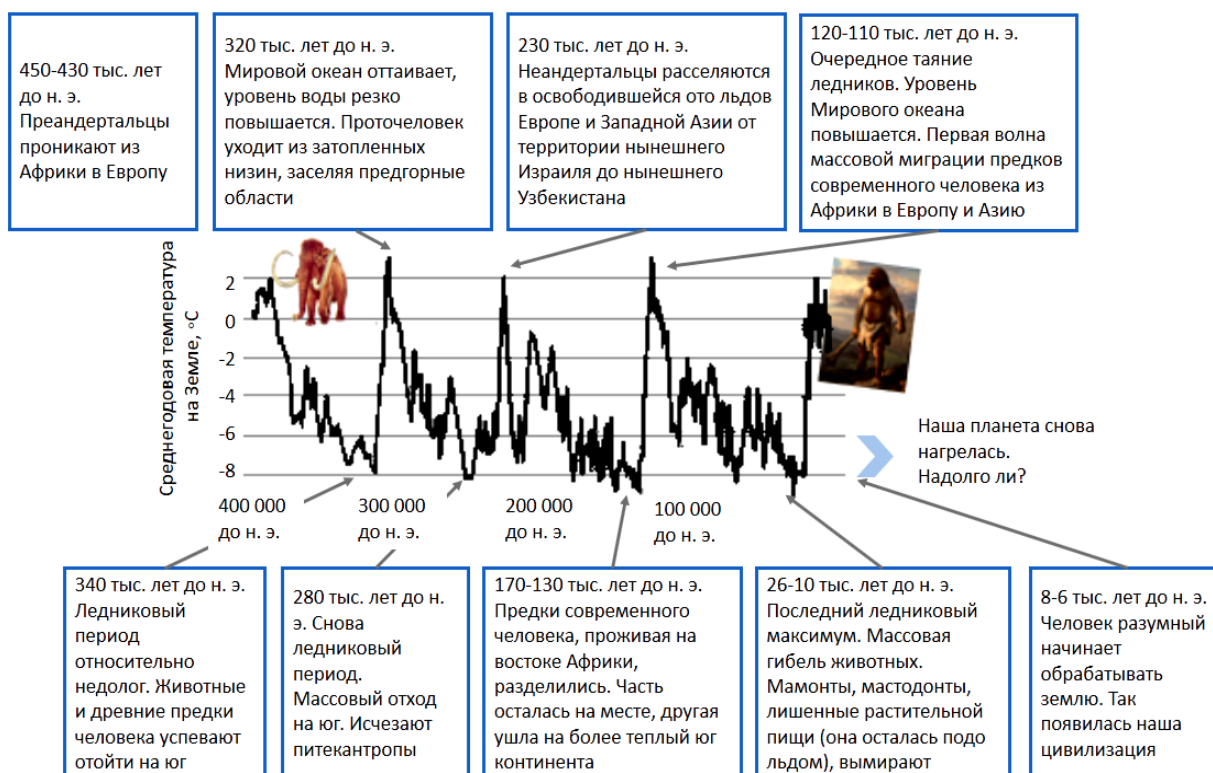 450-430 тыс. лет
до н. э.
Преандертальцы
проникают из
Африки в Европу
320 тыс. лет до н. э.
Мировой океан оттаивает,
уровень воды резко
повышается. Проточеловек
уходит из затопленных
низин, заселяя предгорные
области
230 тыс. лет до н. э.
Неандертальцы расселяются
в освободившейся ото льдов
Европе и Западной Азии от
территории нынешнего
Израиля до нынешнего
Узбекистана
120-110 тыс. лет до н. э.
Очередное таяние
ледников. Уровень
Мирового океана
повышается. Первая волна
массовой миграции предков
современного человека из
Африки в Европу и Азию
Среднегодовая температура
на Земле, °С
2
0
-2
-4
-6
-8
400 000
до н. э.
300 000
до н. э.
200 000
до н. э.
100 000
до н. э.
Наша планета снова
нагрелась.
Надолго ли?
340 тыс. лет до н. э.
Ледниковый
период
относительно
недолог. Животные
и древние предки
человека успевают
отойти на юг
280 тыс. лет до н.
э. Снова
ледниковый
период.
Массовый отход
на юг. Исчезают
питекантропы
170-130 тыс. лет до н. э.
Предки современного
человека, проживая на
востоке Африки,
разделились. Часть
осталась на месте, другая
ушла на более теплый юг
континента
26-10 тыс. лет до н. э.
Последний ледниковый
максимум. Массовая
гибель животных.
Мамонты, мастодонты,
лишенные растительной
пищи (она осталась подо
льдом), вымирают
8-6 тыс. лет до н. э.
Человек разумный
начинает
обрабатывать
землю. Так
появилась наша
цивилизация